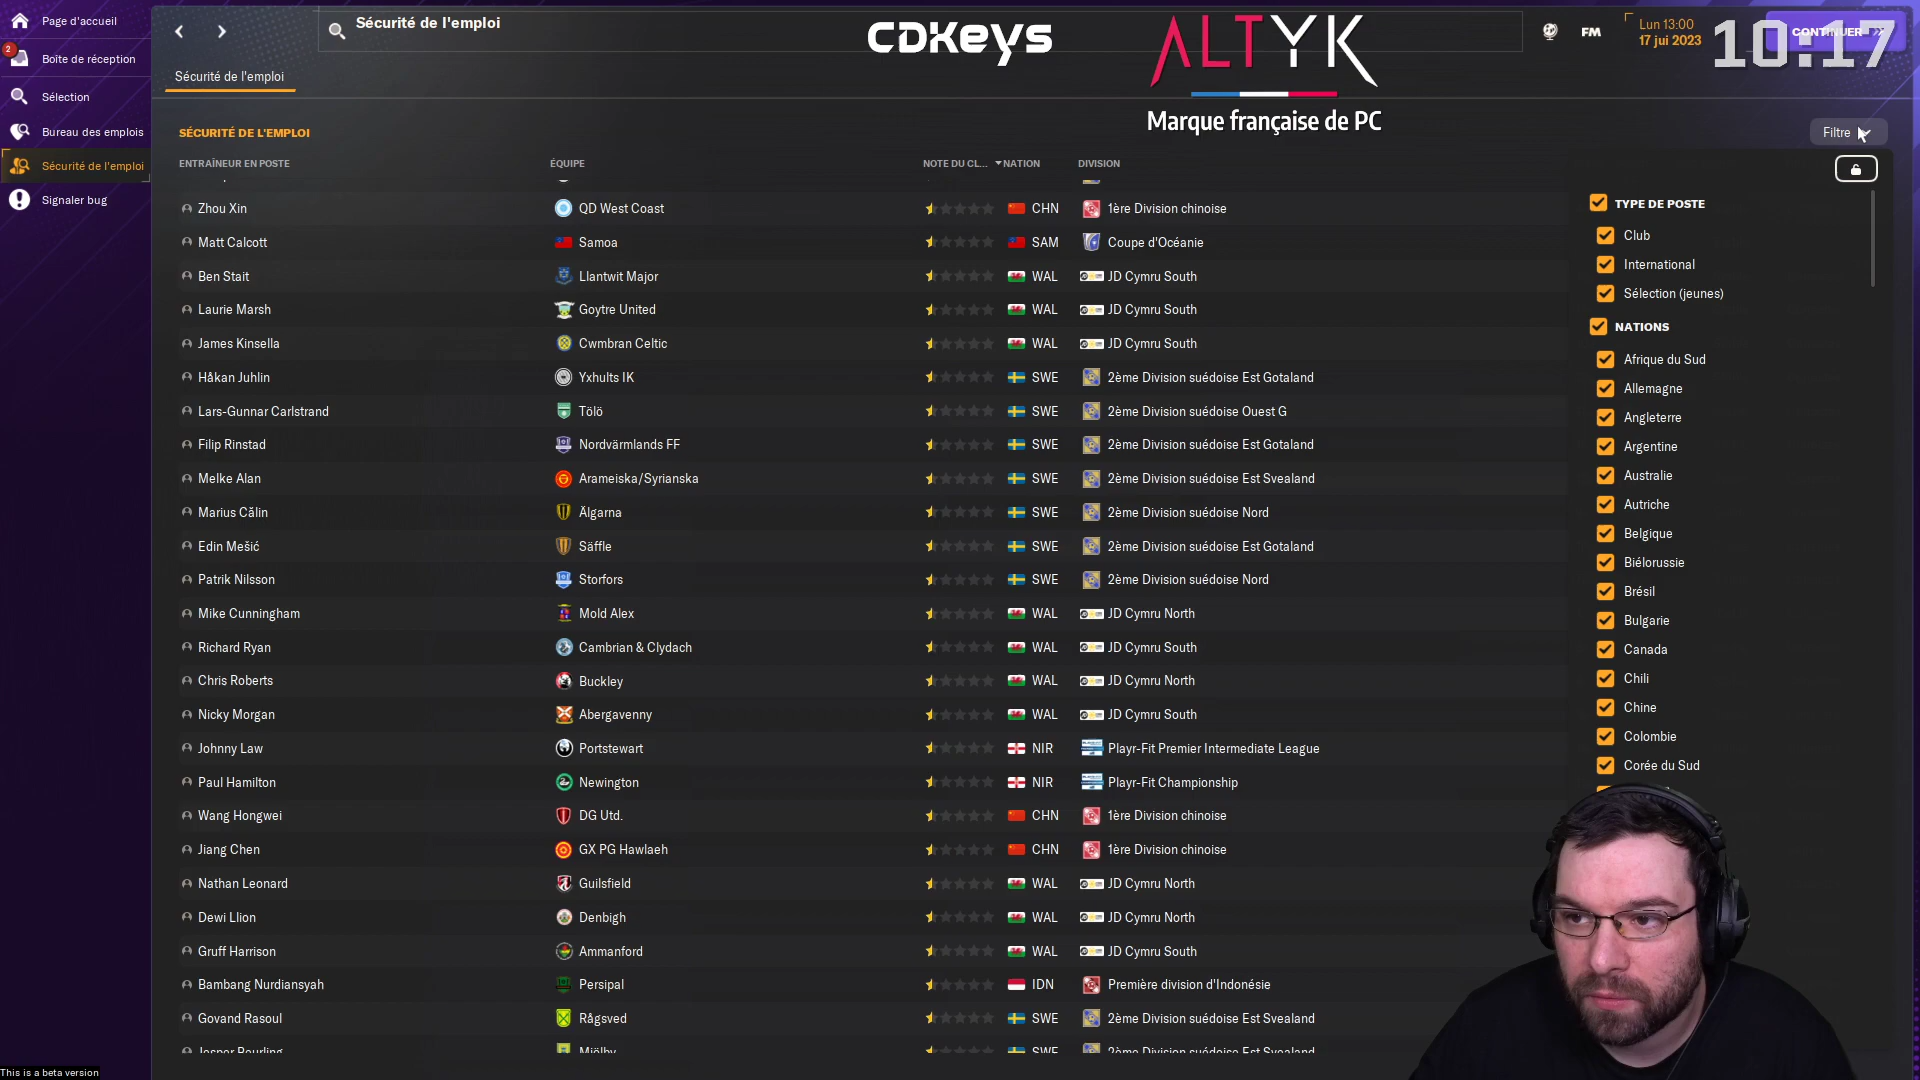 Page d'accueil
2
Boîte de réception
Sélection
Bureau des emplois
Sécurité de l'emploi
Signaler bug
Sécurité de l'emploi
CDKeys
ALTYK
Marque française de PC
FM
Lun 13:00
17 jui 2023
CONTINUER
10:17
Sécurité de l'emploi
SÉCURITÉ DE L'EMPLOI
Filtre
ENTRAÎNEUR EN POSTE ÉQUIPE NOTE DU CL... NATION DIVISION
Zhou Xin QD West Coast CHN 1ère Division chinoise
Matt Calcott Samoa SAM Coupe d'Océanie
Ben Stait Llantwit Major WAL JD Cymru South
Laurie Marsh Goytre United WAL JD Cymru South
James Kinsella Cwmbran Celtic WAL JD Cymru South
Håkan Juhlin Yxhults IK SWE 2ème Division suédoise Est Gotaland
Lars-Gunnar Carlstrand Tölö SWE 2ème Division suédoise Ouest G
Filip Rinstad Nordvärmlands FF SWE 2ème Division suédoise Est Gotaland
Melke Alan Arameiska/Syrianska SWE 2ème Division suédoise Est Svealand
Marius Călin Älgarna SWE 2ème Division suédoise Nord
Edin Mešić Säffle SWE 2ème Division suédoise Est Gotaland
Patrik Nilsson Storfors SWE 2ème Division suédoise Nord
Mike Cunningham Mold Alex WAL JD Cymru North
Richard Ryan Cambrian & Clydach WAL JD Cymru South
Chris Roberts Buckley WAL JD Cymru North
Nicky Morgan Abergavenny WAL JD Cymru South
Johnny Law Portstewart NIR Playr-Fit Premier Intermediate League
Paul Hamilton Newington NIR Playr-Fit Championship
Wang Hongwei DG Utd. CHN 1ère Division chinoise
Jiang Chen GX PG Hawlaeh CHN 1ère Division chinoise
Nathan Leonard Guilsfield WAL JD Cymru North
Dewi Llion Denbigh WAL JD Cymru North
Gruff Harrison Ammanford WAL JD Cymru South
Bambang Nurdiansyah Persipal IDN Première division d'Indonésie
Govand Rasoul Rågsved SWE 2ème Division suédoise Est Svealand
SWE 2ème Division suédoise Est Svealand
TYPE DE POSTE
Club
International
Sélection (jeunes)
NATIONS
Afrique du Sud
Allemagne
Angleterre
Argentine
Australie
Autriche
Belgique
Biélorussie
Brésil
Bulgarie
Canada
Chili
Chine
Colombie
Corée du Sud
This is a beta version